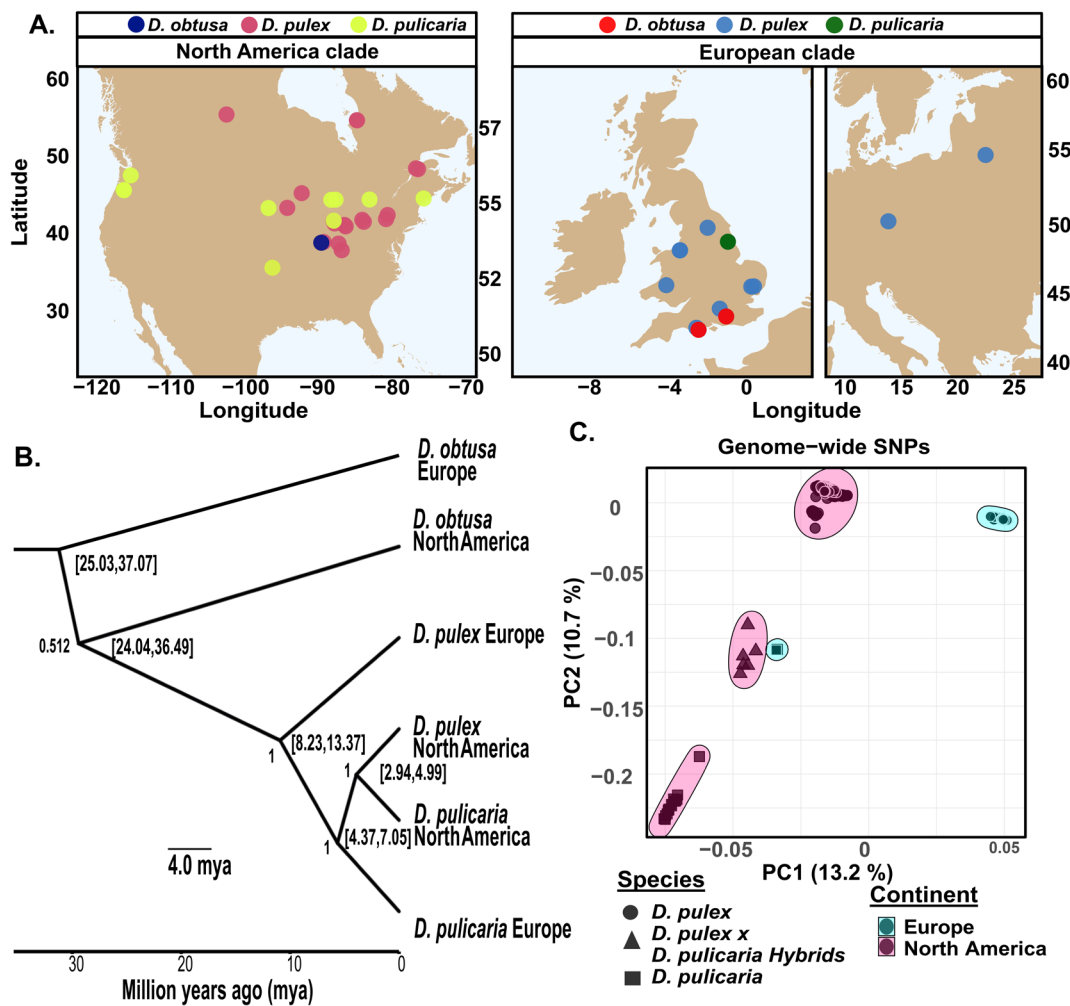 A.
D. obtusa D. pulex D. pulicaria
North America clade
60
50
40
30
Latitude
−120 −110 −100 −90 −80 −70
Longitude
D. obtusa D. pulex D. pulicaria
European clade
57
55
52
50
−8 −4 0
10 15 20 25
Longitude
60
55
50
45
40
B.
D. obtusa
Europe
D. obtusa
North America
[25.03,37.07]
0.512
[24.04,36.49]
D. pulex Europe
D. pulex
North America
1
[8.23,13.37]
1
[2.94,4.99]
D. pulicaria
North America
1
[4.37,7.05]
4.0 mya
D. pulicaria Europe
30 20 10 0
Million years ago (mya)
C.
Genome−wide SNPs
0
−0.05
−0.1
−0.15
−0.2
PC2 (10.7 %)
−0.05 0 0.05
PC1 (13.2 %)
Species
D. pulex
D. pulex x
D. pulicaria Hybrids
D. pulicaria
Continent
Europe
North America